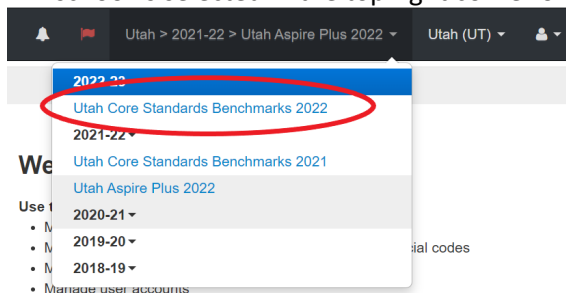 Utah > 2021-22 > Utah Aspire Plus 2022 Utah (UT)
2022-23
Utah Core Standards Benchmarks 2022
2021-22
Utah Core Standards Benchmarks 2021
We
Utah Aspire Plus 2022
Use
2020-21
2019-20
ial codes
2018-19
Manage user accounts